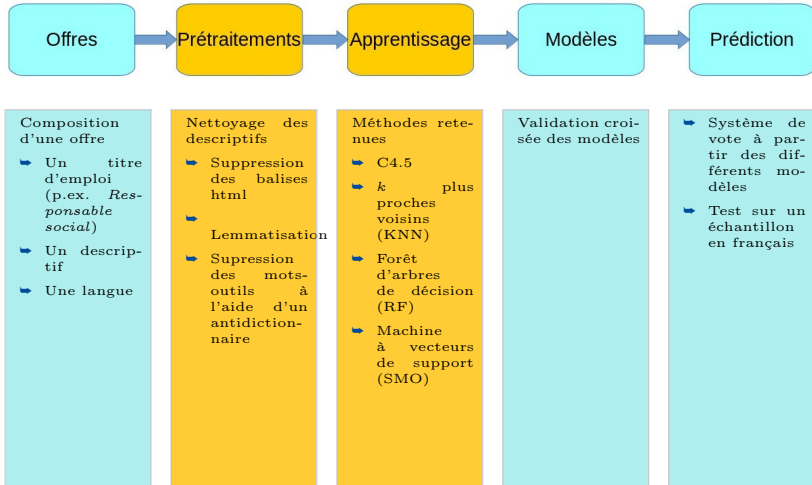 Offres
Prétraitements
Apprentissage
Modèles
Prédiction
Composition
d'une offre
➥ Un titre
d'emploi
(p.ex. Res-
ponsable
social)
➥ Un descrip-
tif
➥ Une langue
Nettoyage des
descriptifs
➥ Suppression
des balises
html
➥
Lemmatisation
➥ Supression
des mots-
outils à
l'aide d'un
antidiction-
naire
Méthodes rete-
nues
➥ C4.5
➥ k plus
proches
voisins
(KNN)
➥ Forêt
d'arbres
de décision
(RF)
➥ Machine
à vecteurs
de support
(SMO)
Validation croi-
sée des modèles
➥ Système de
vote à par-
tir des dif-
férents mo-
dèles
➥ Test sur un
échantillon
en français